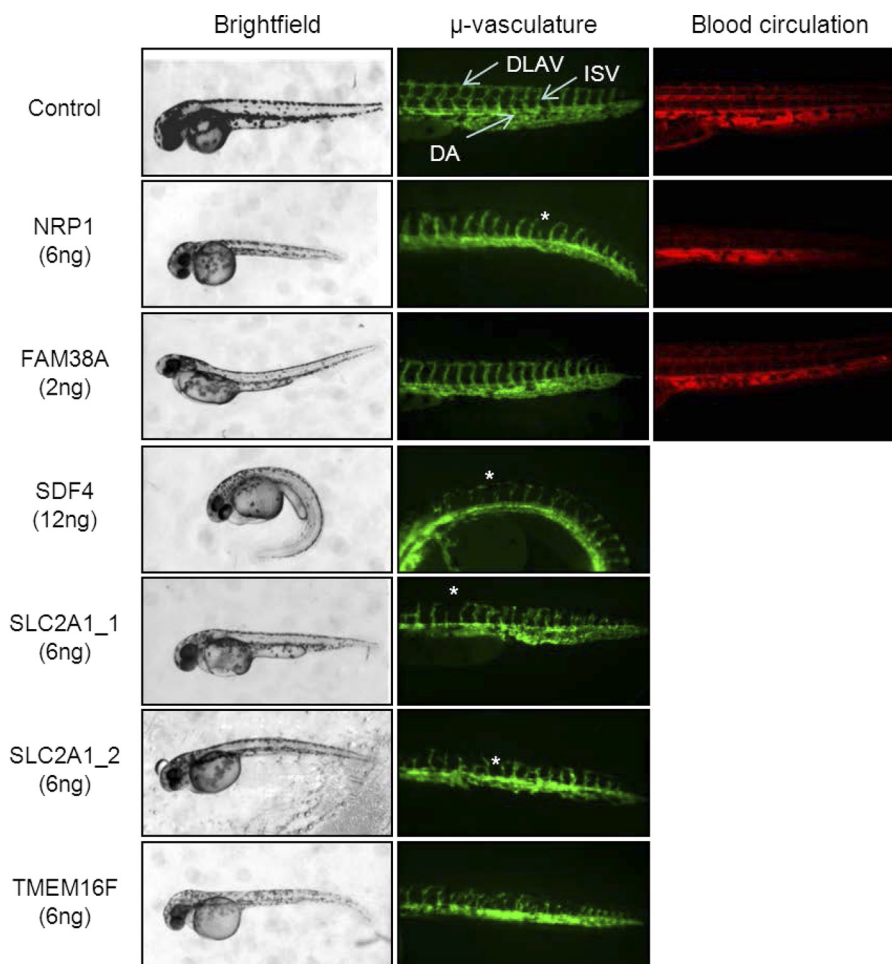 Brightfield
μ-vasculature
Blood circulation
Control
DLAV
ISV
DA
NRP1
(6ng)
*
FAM38A
(2ng)
SDF4
(12ng)
*
SLC2A1_1
(6ng)
*
SLC2A1_2
(6ng)
*
TMEM16F
(6ng)